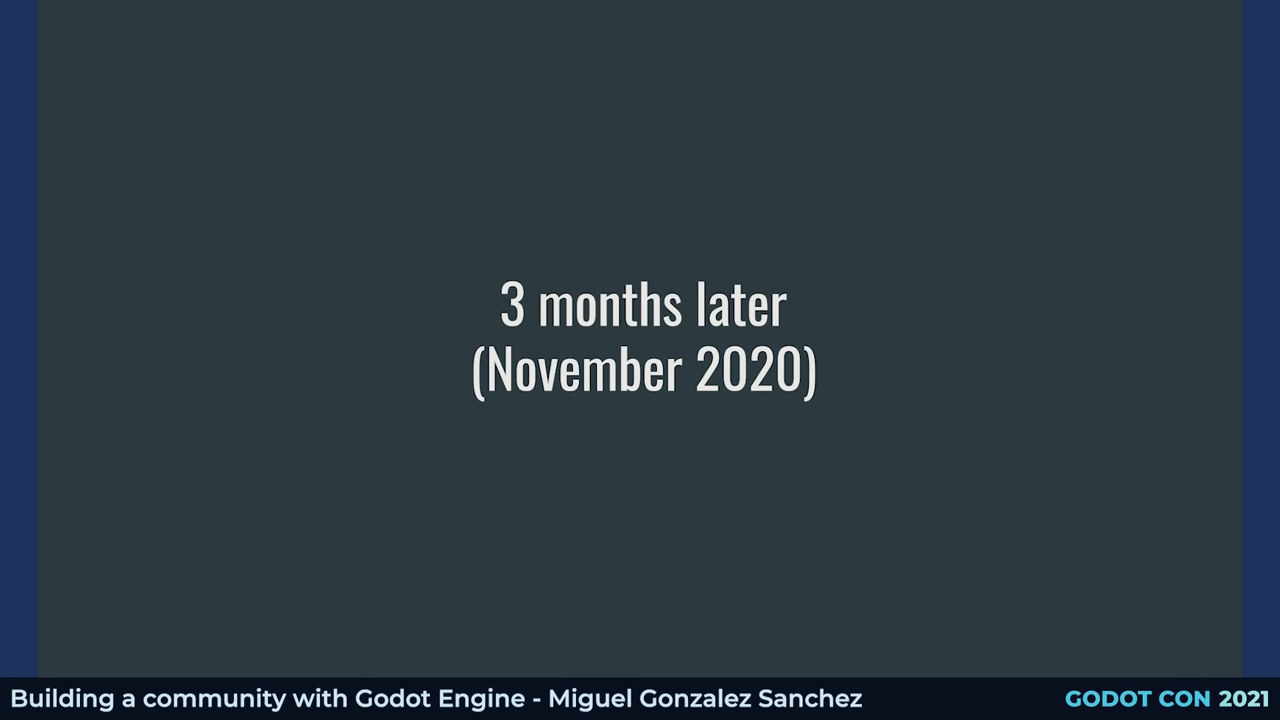 3 months later
(November 2020)
Building a community with Godot Engine - Miguel Gonzalez Sanchez
GODOT CON 2021